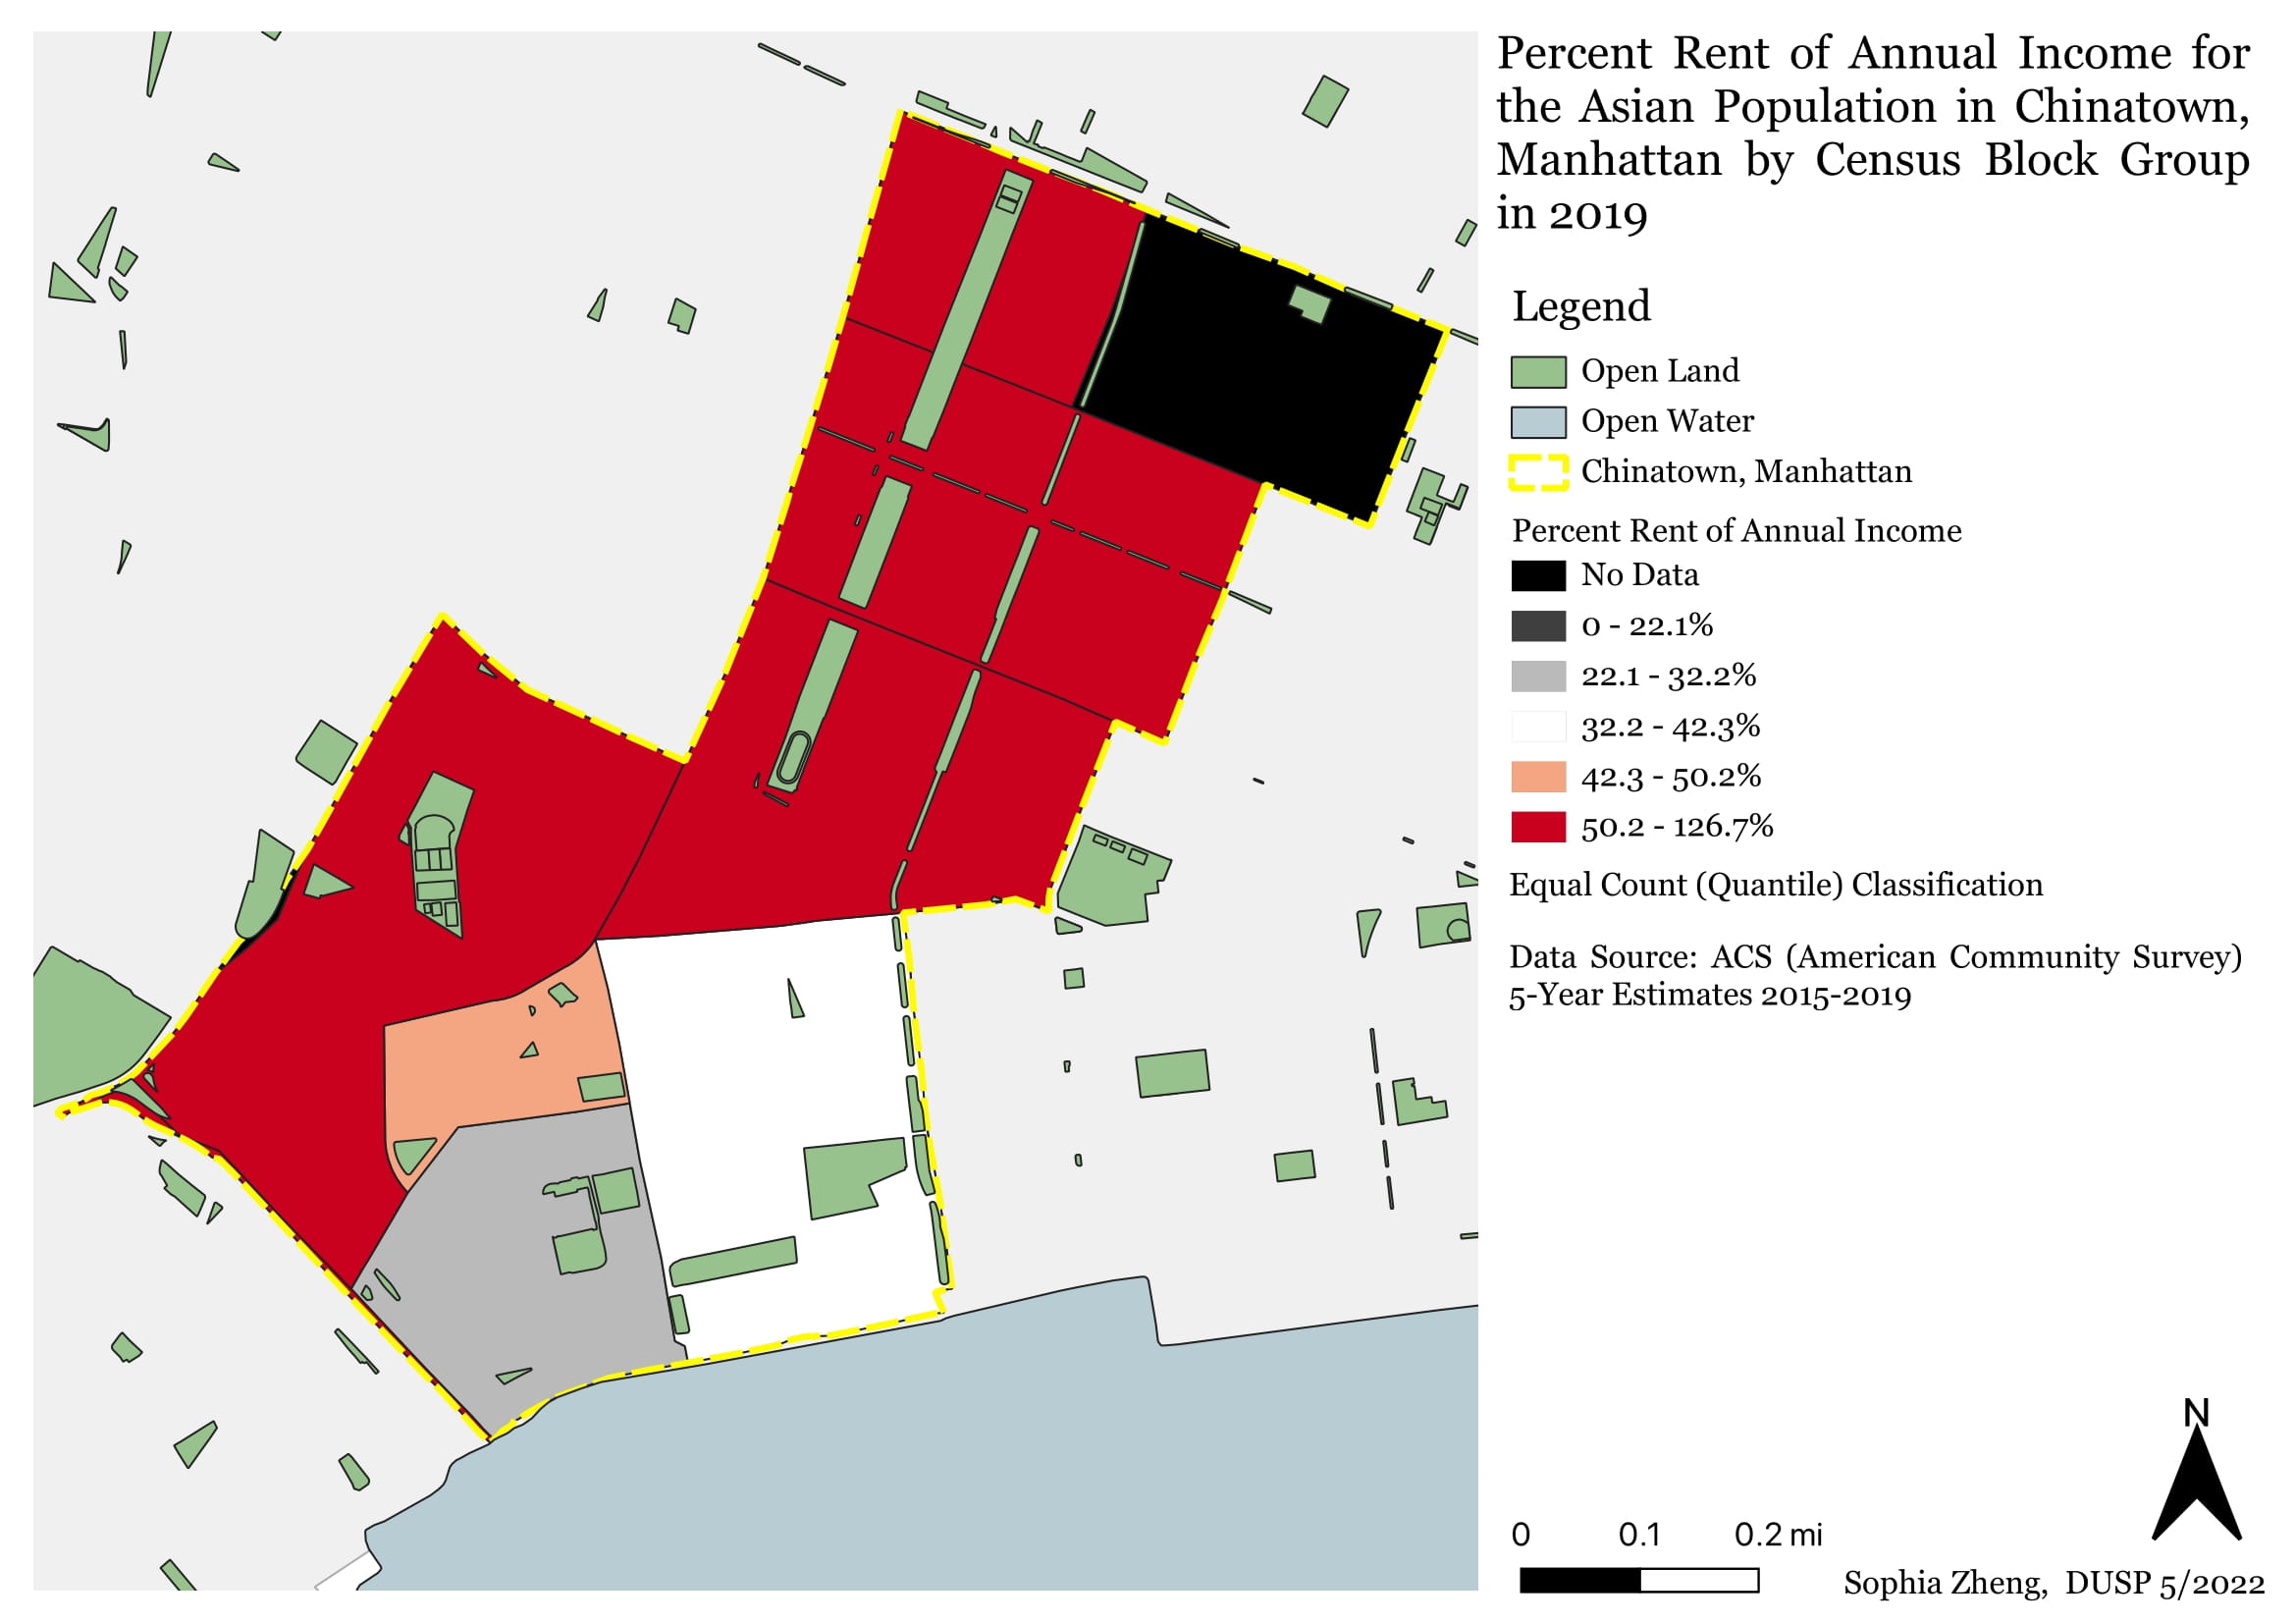 Percent Rent of Annual Income for
the Asian Population in Chinatown,
Manhattan by Census Block Group
in 2019
Legend
Open Land
Open Water
Chinatown, Manhattan
Percent Rent of Annual Income
No Data
0 - 22.1%
22.1 - 32.2%
32.2 - 42.3%
42.3 - 50.2%
50.2 - 126.7%
Equal Count (Quantile) Classification
Data Source: ACS (American Community Survey)
5-Year Estimates 2015-2019
N
0 0.1 0.2 mi
Sophia Zheng, DUSP 5/2022